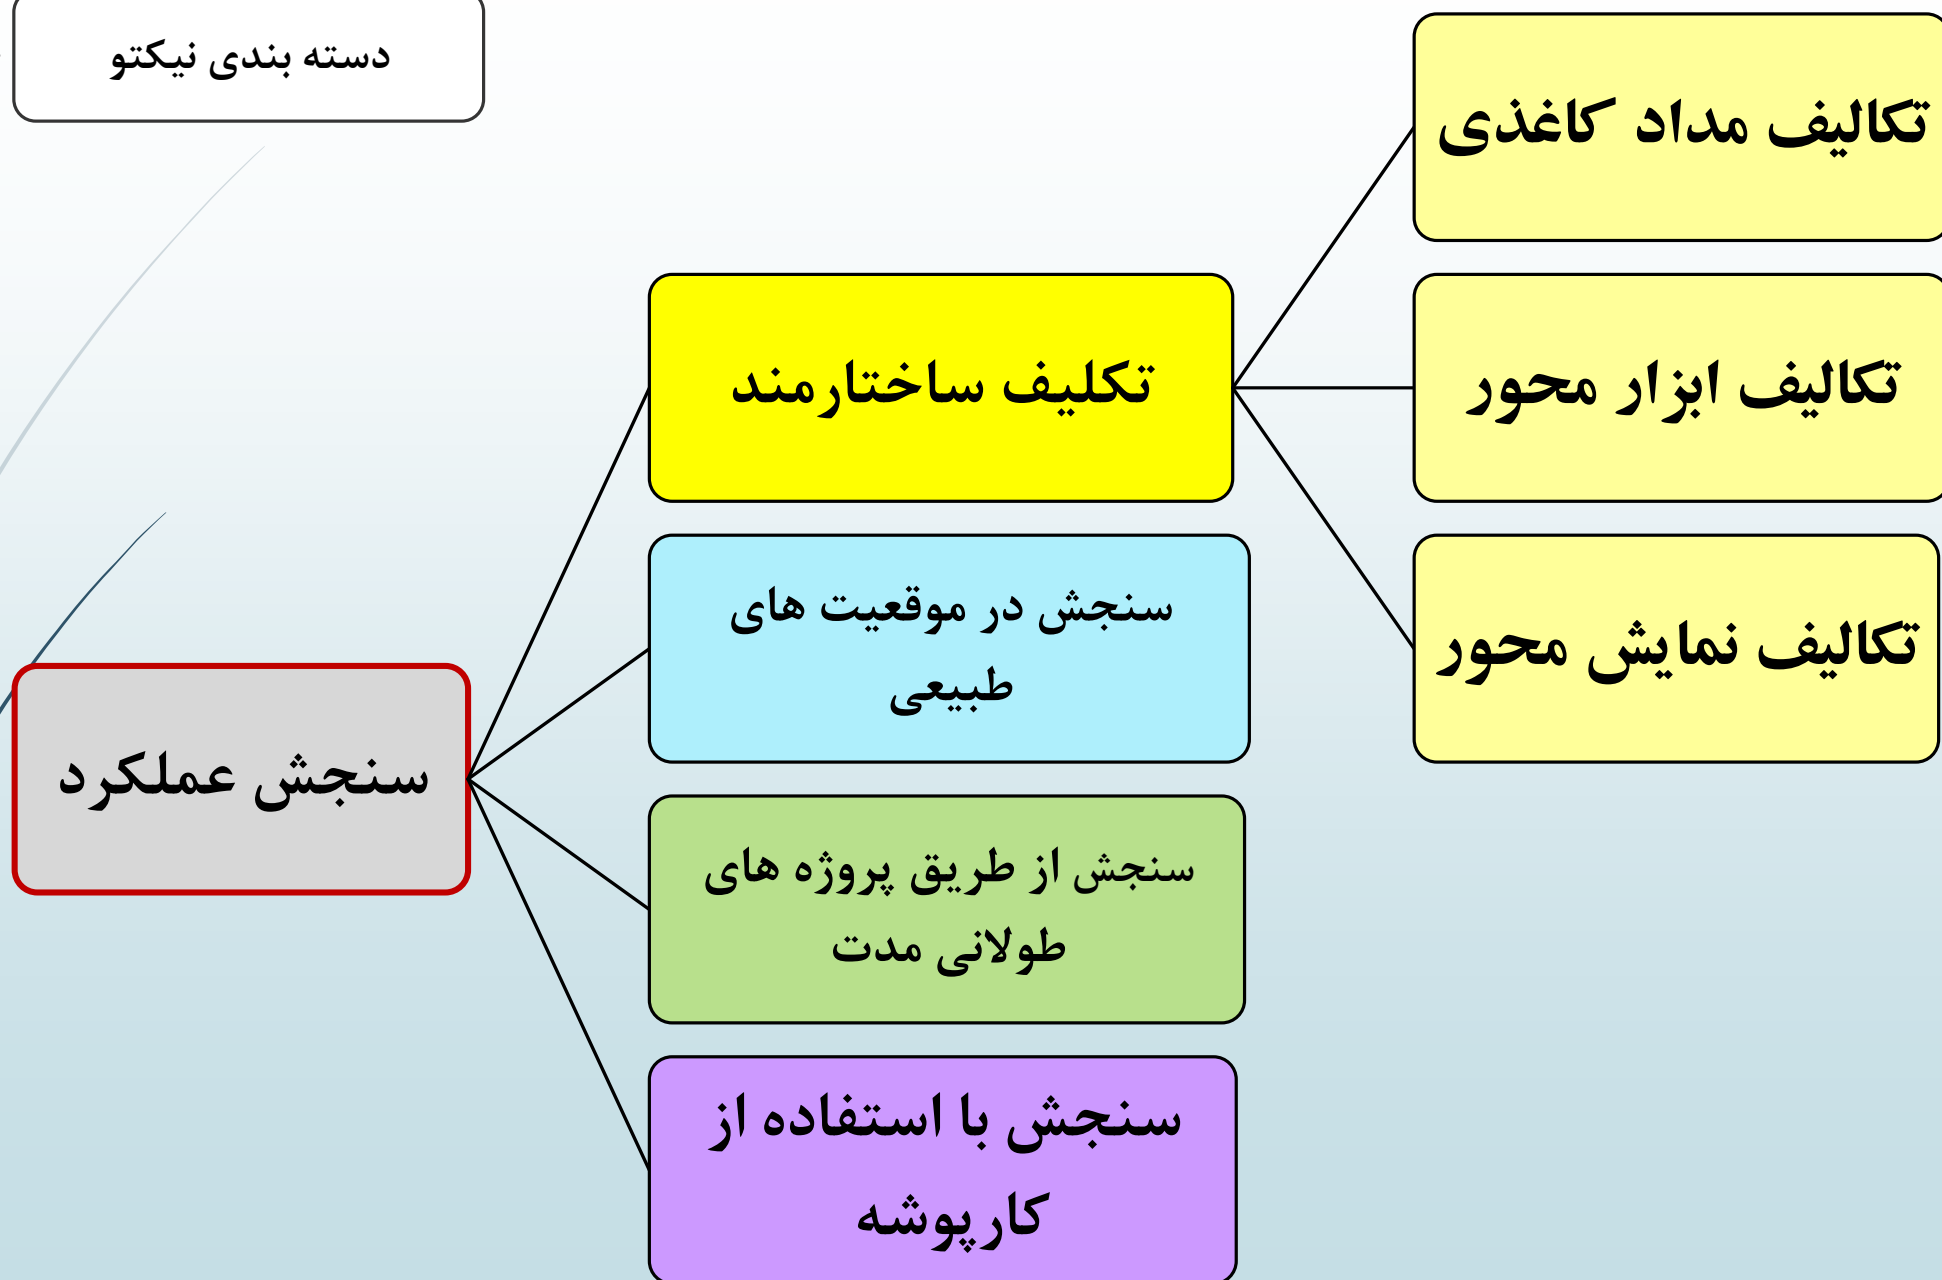 دسته بندی نیکتو
سنجش عملکرد
تکلیف ساختارمند
تکالیف مداد کاغذی
تکالیف ابزار محور
تکالیف نمایش محور
سنجش در موقعیت های
طبیعی
سنجش از طریق پروژه های
طولانی مدت
سنجش با استفاده از
کارپوشه